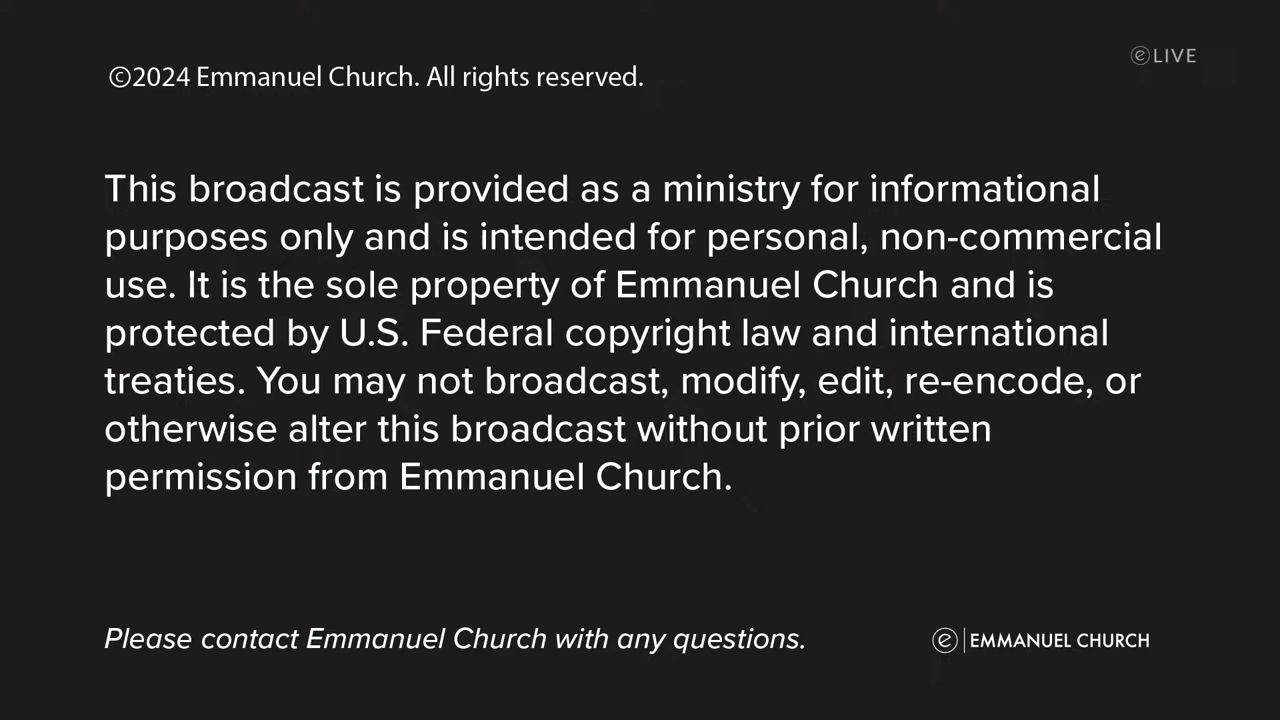 ⓔ LIVE
©2024 Emmanuel Church. All rights reserved.
This broadcast is provided as a ministry for informational
purposes only and is intended for personal, non-commercial
use. It is the sole property of Emmanuel Church and is
protected by U.S. Federal copyright law and international
treaties. You may not broadcast, modify, edit, re-encode, or
otherwise alter this broadcast without prior written
permission from Emmanuel Church.
Please contact Emmanuel Church with any questions.
ⓔ EMMANUEL CHURCH